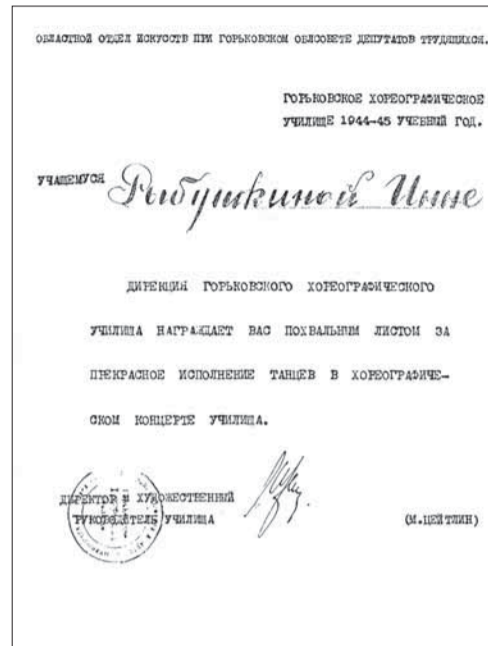 ОБЛАСТНОЙ ОТДЕЛ ИСКУССТВ ПРИ ГОРЬКОВСКОМ ОБЛСОВЕТЕ ДЕПУТАТОВ ТРУДЯЩИХСЯ.
ГОРЬКОВСКОЕ ХОРЕОГРАФИЧЕСКОЕ
УЧИЛИЩЕ 1944-45 УЧЕБНЫЙ ГОД.
УЧАЩЕМУСЯ Рыбушкиной Инне
ДИРЕКЦИЯ ГОРЬКОВСКОГО ХОРЕОГРАФИЧЕСКОГО
УЧИЛИЩА НАГРАЖДАЕТ ВАС ПОХВАЛЬНЫМ ЛИСТОМ ЗА
ПРЕКРАСНОЕ ИСПОЛНЕНИЕ ТАНЦЕВ В ХОРЕОГРАФИЧЕ-
СКОМ КОНЦЕРТЕ УЧИЛИЩА.
ДИРЕКТОР И ХУДОЖЕСТВЕННЫЙ
РУКОВОДИТЕЛЬ УЧИЛИЩА (М.ЦЕЙТЛИН)